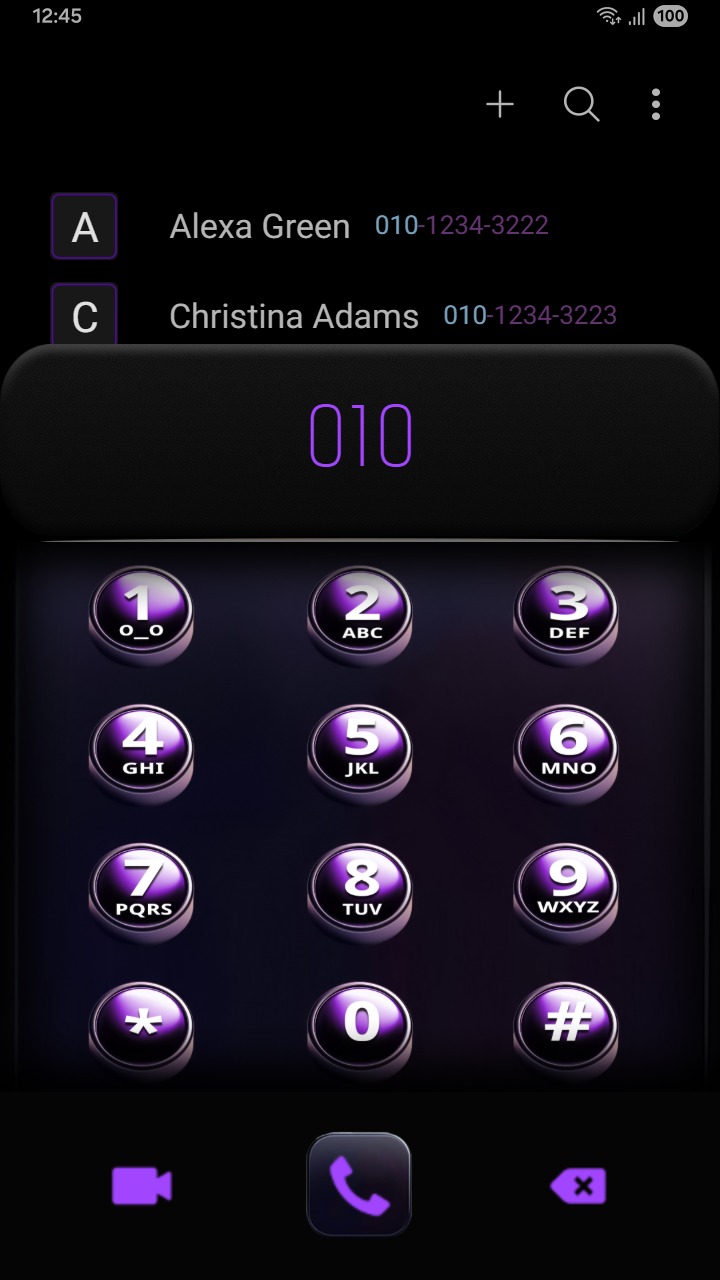 12:45 100
A Alexa Green 010-1234-3222
C Christina Adams 010-1234-3223
010
1 2 3
O_O ABC DEF
4 5 6
GHI JKL MNO
7 8 9
PQRS TUV WXYZ
* 0 #